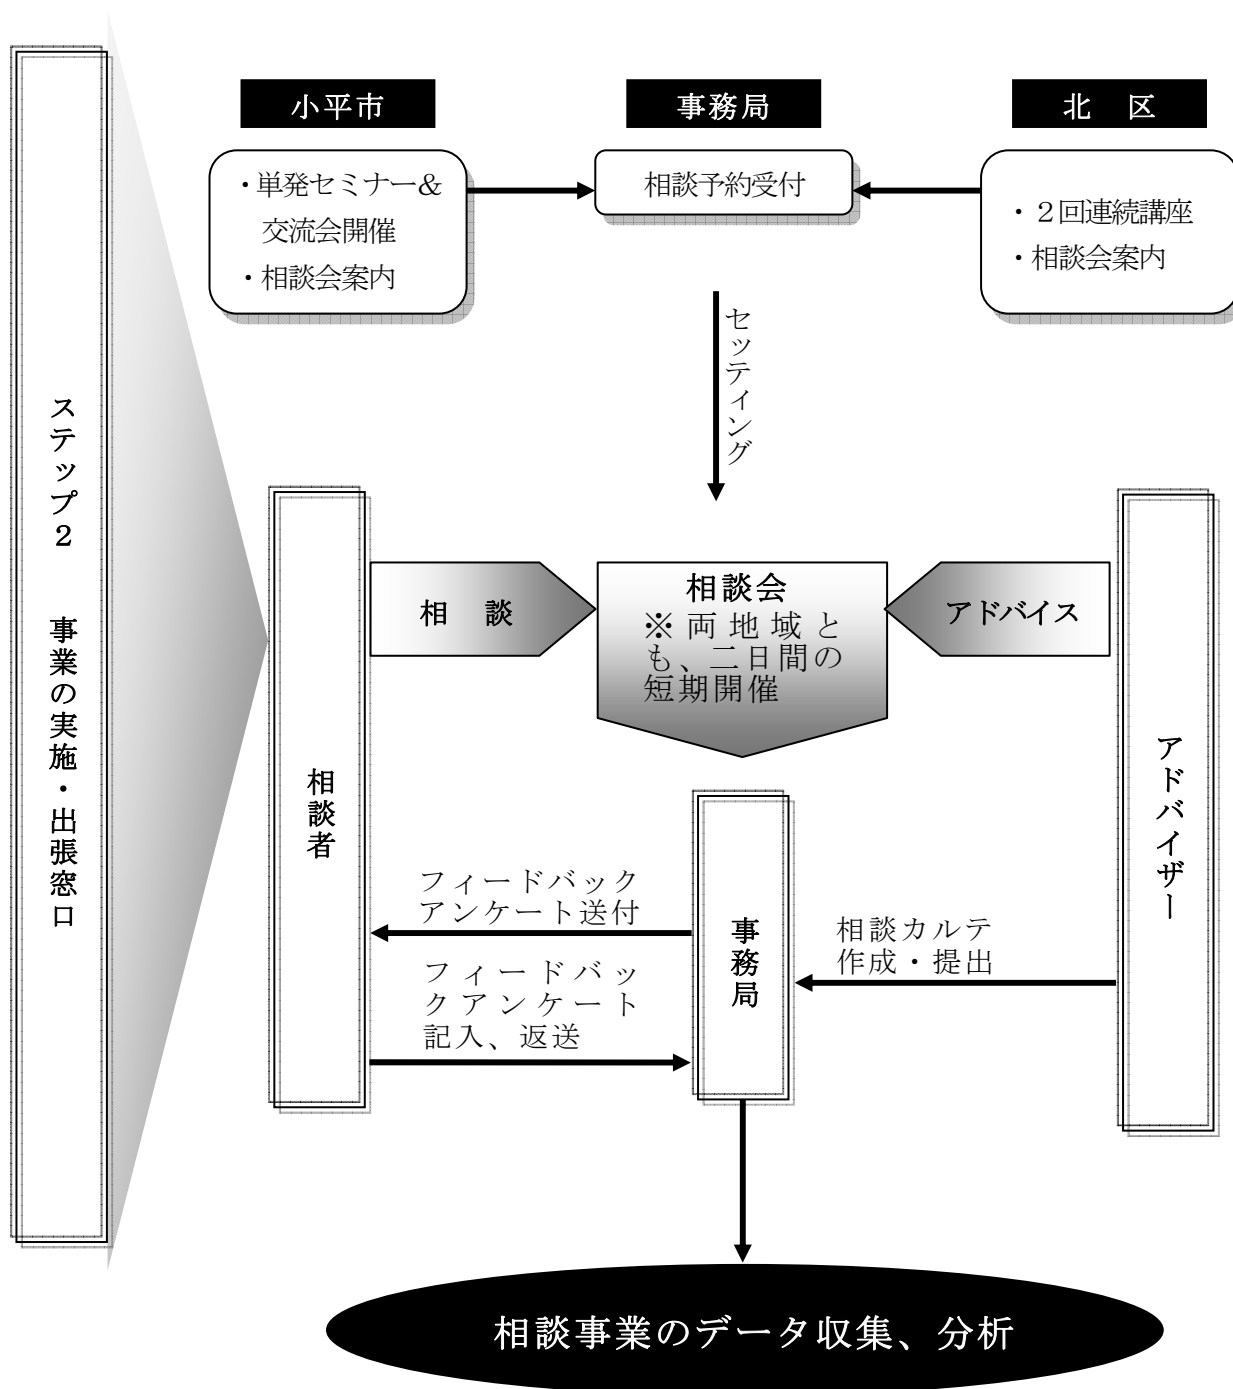 ステップ２　事業の実施・出張窓口
小平市
事務局
北　区
・単発セミナー＆
交流会開催
・相談会案内
相談予約受付
・２回連続講座
・相談会案内
セッティング
相　談
相談会
※両地域と
も、二日間の
短期開催
アドバイス
相談者
アドバイザー
フィードバック
アンケート送付
フィードバッ
クアンケート
記入、返送
事務局
相談カルテ
作成・提出
相談事業のデータ収集、分析